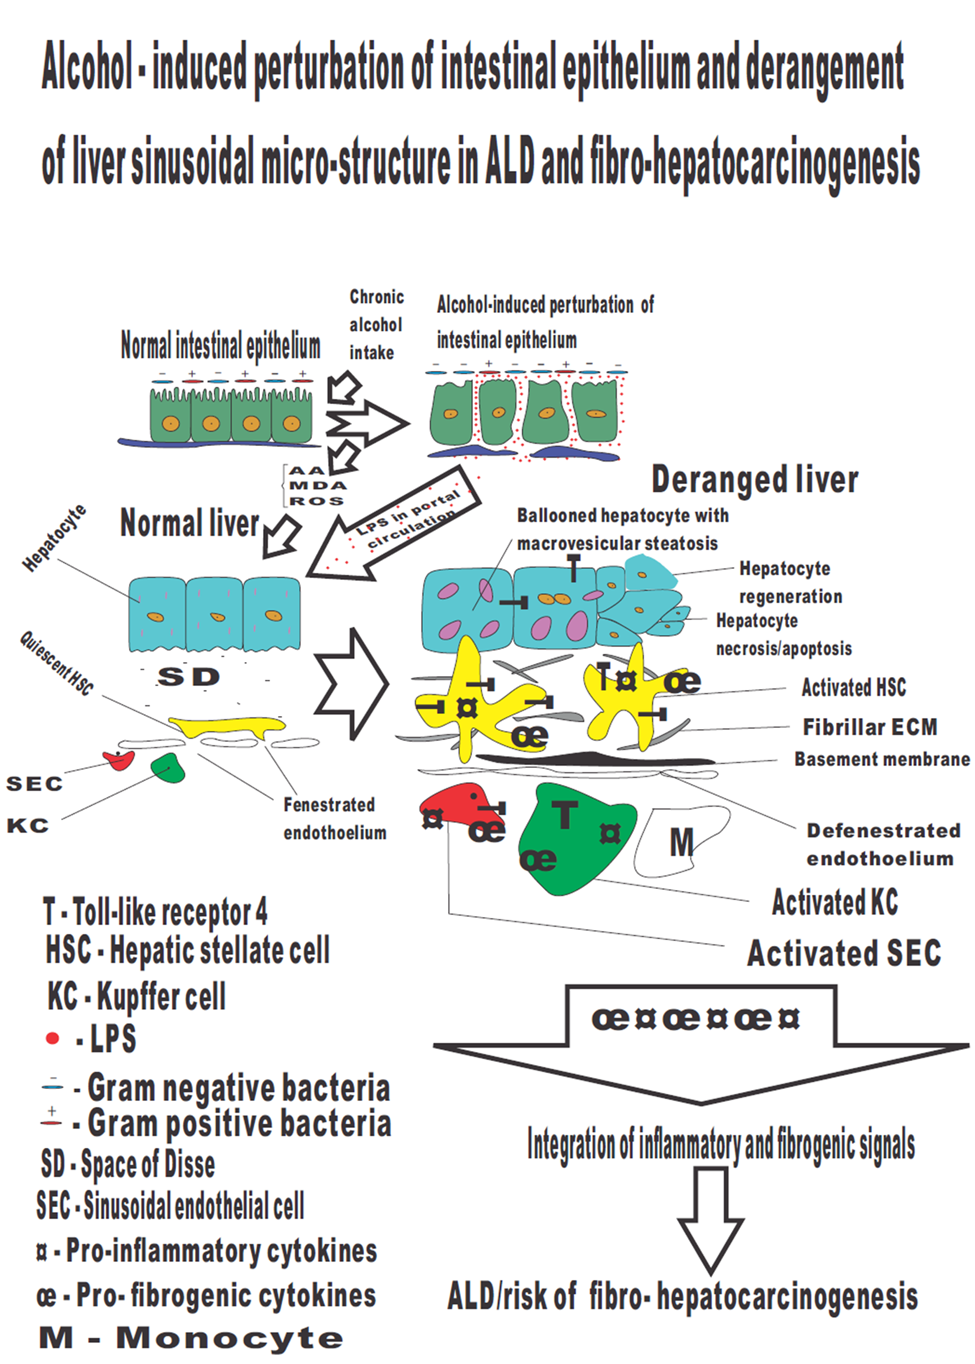 Alcohol - induced perturbation of intestinal epithelium and derangement
of liver sinusoidal micro-structure in ALD and fibro-hepatocarcinogenesis
Chronic
alcohol
intake
Alcohol-induced perturbation of
intestinal epithelium
Normal intestinal epithelium
− + − + − +
− − + − − + − −
AA
MDA
ROS
LPS in portal
circulation
Deranged liver
Normal liver
Hepatocyte
Ballooned hepatocyte with
macrovesicular steatosis
T
Hepatocyte
regeneration
T
Hepatocyte
necrosis/apoptosis
Quiescent HSC
SD
T
T ¤ œ
Activated HSC
T ¤ T
T
œ
Fibrillar ECM
Basement membrane
SEC
KC
Fenestrated
endothoelium
¤ T œ
T ¤ œ
M
Defenestrated
endothoelium
Activated KC
Activated SEC
T - Toll-like receptor 4
HSC - Hepatic stellate cell
KC - Kupffer cell
- LPS
− - Gram negative bacteria
+ - Gram positive bacteria
SD - Space of Disse
SEC - Sinusoidal endothelial cell
¤ - Pro-inflammatory cytokines
œ - Pro- fibrogenic cytokines
M - Monocyte
œ¤œ¤œ¤
Integration of inflammatory and fibrogenic signals
ALD/risk of fibro- hepatocarcinogenesis